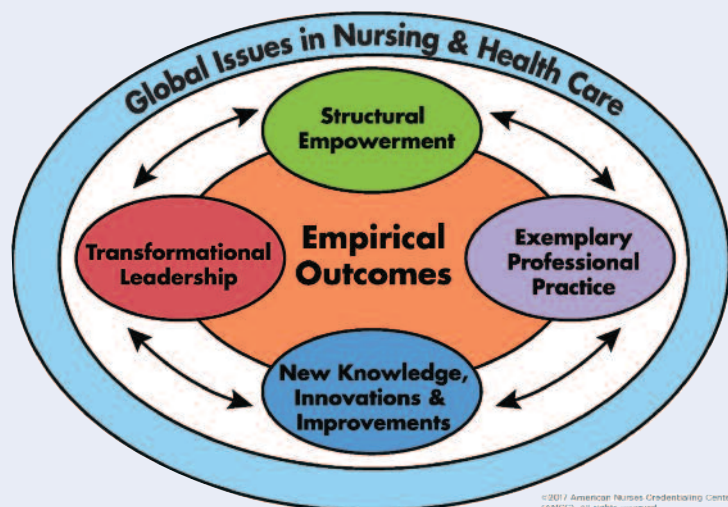 Global Issues in Nursing & Health Care
Structural
Empowerment
Transformational
Leadership
Empirical
Outcomes
Exemplary
Professional
Practice
New Knowledge,
Innovations &
Improvements
©2017 American Nurses Credentialing Cente